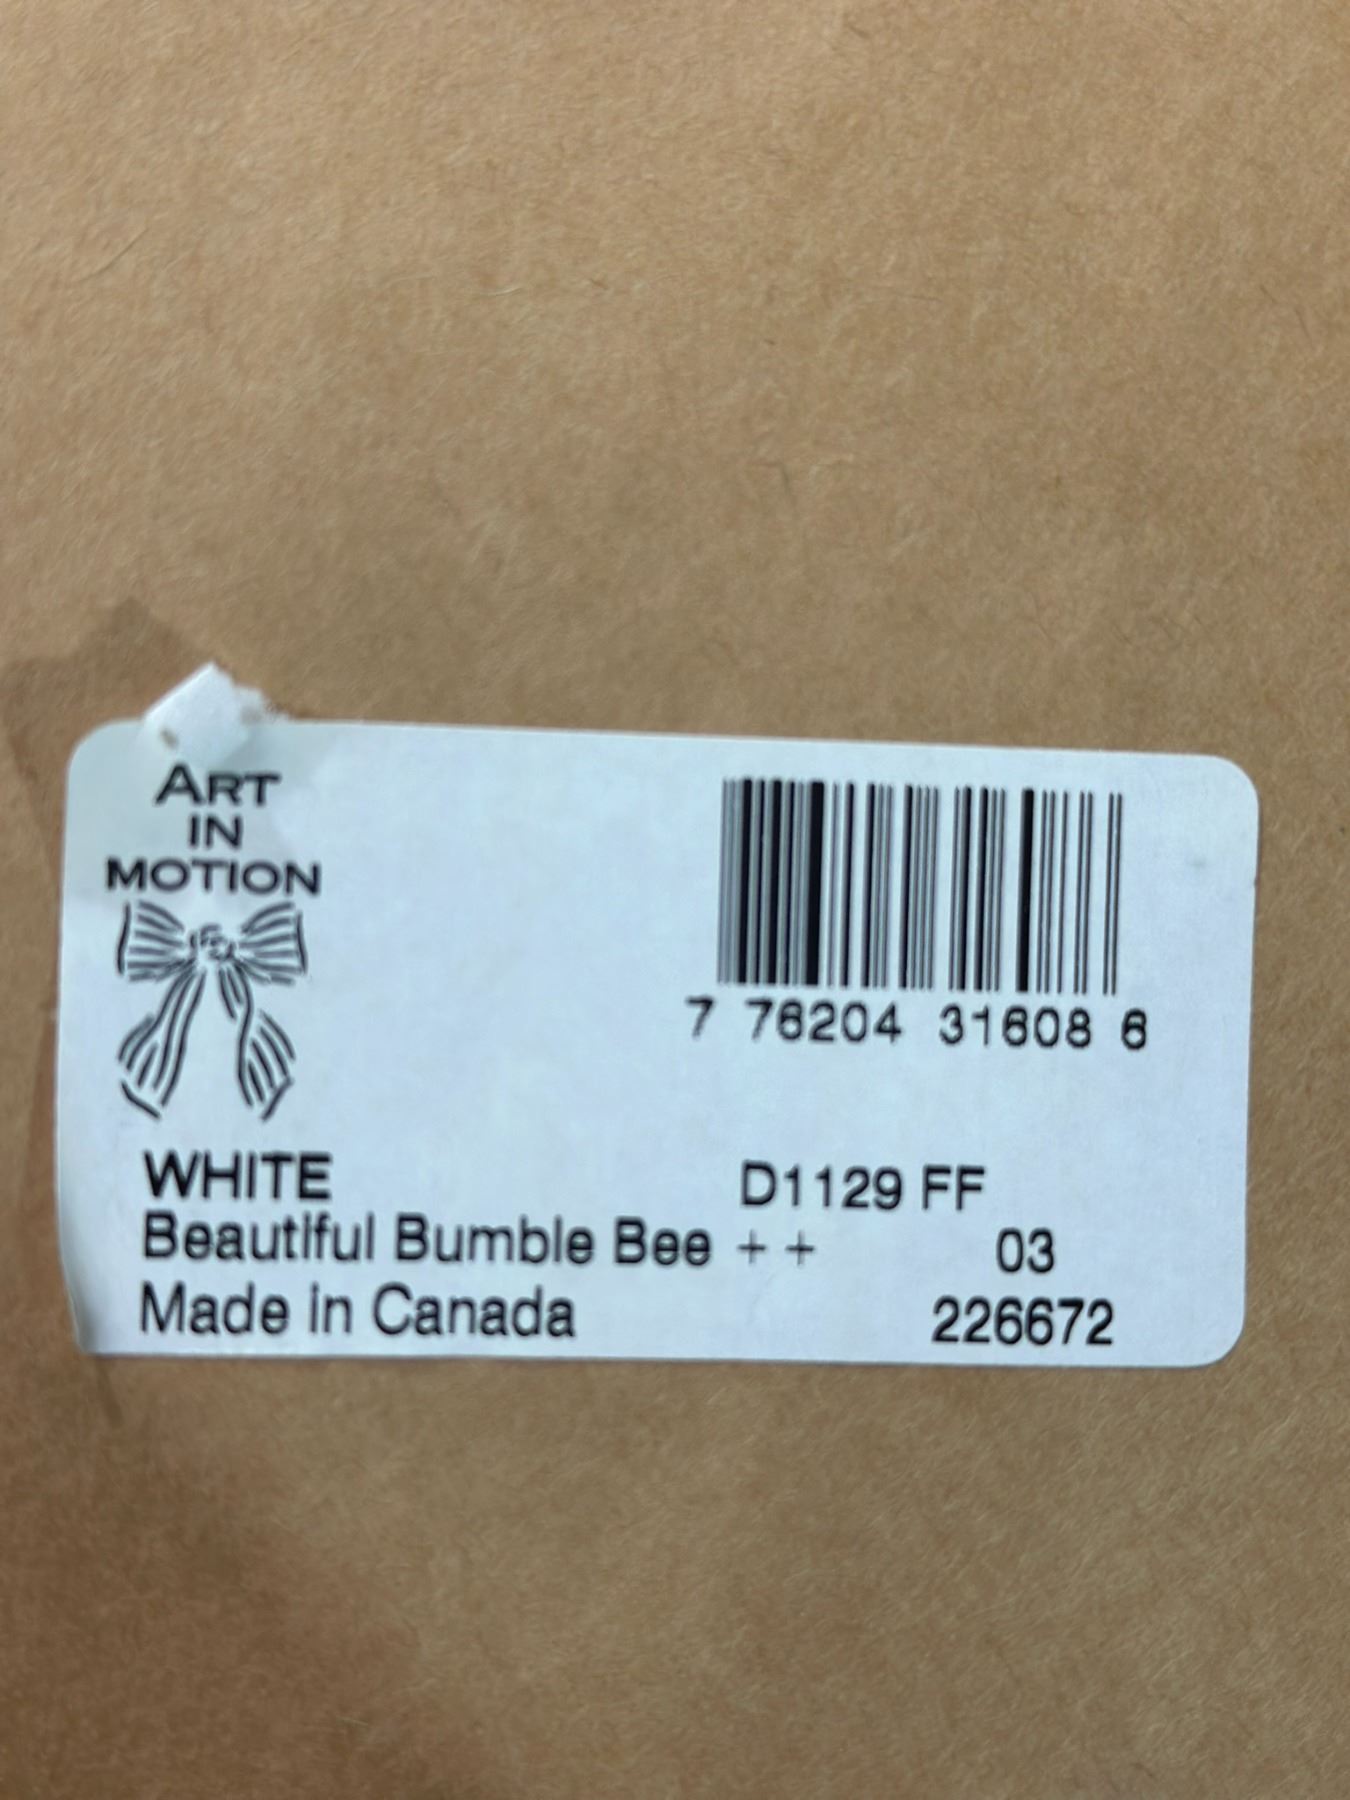 ART
IN
MOTION
7 76204 31608 6
WHITE D1129 FF
Beautiful Bumble Bee + + 03
Made in Canada 226672